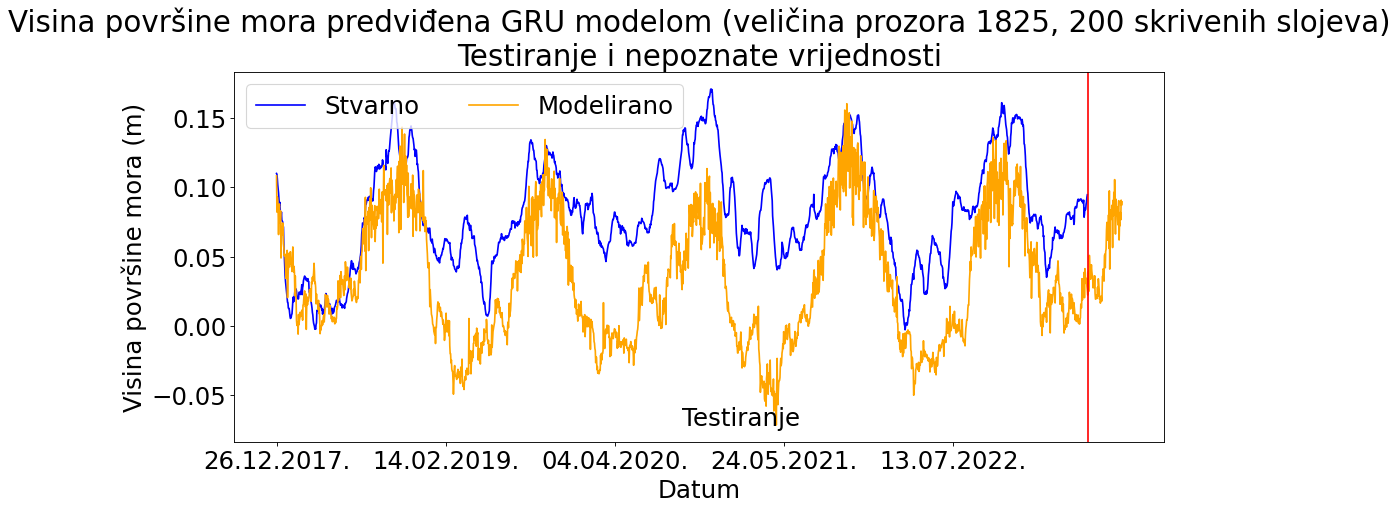 Visina površine mora predviđena GRU modelom (veličina prozora 1825, 200 skrivenih slojeva)
Testiranje i nepoznate vrijednosti
Stvarno Modelirano
Visina površine mora (m)
0.15
0.10
0.05
0.00
−0.05
Testiranje
26.12.2017. 14.02.2019. 04.04.2020. 24.05.2021. 13.07.2022.
Datum